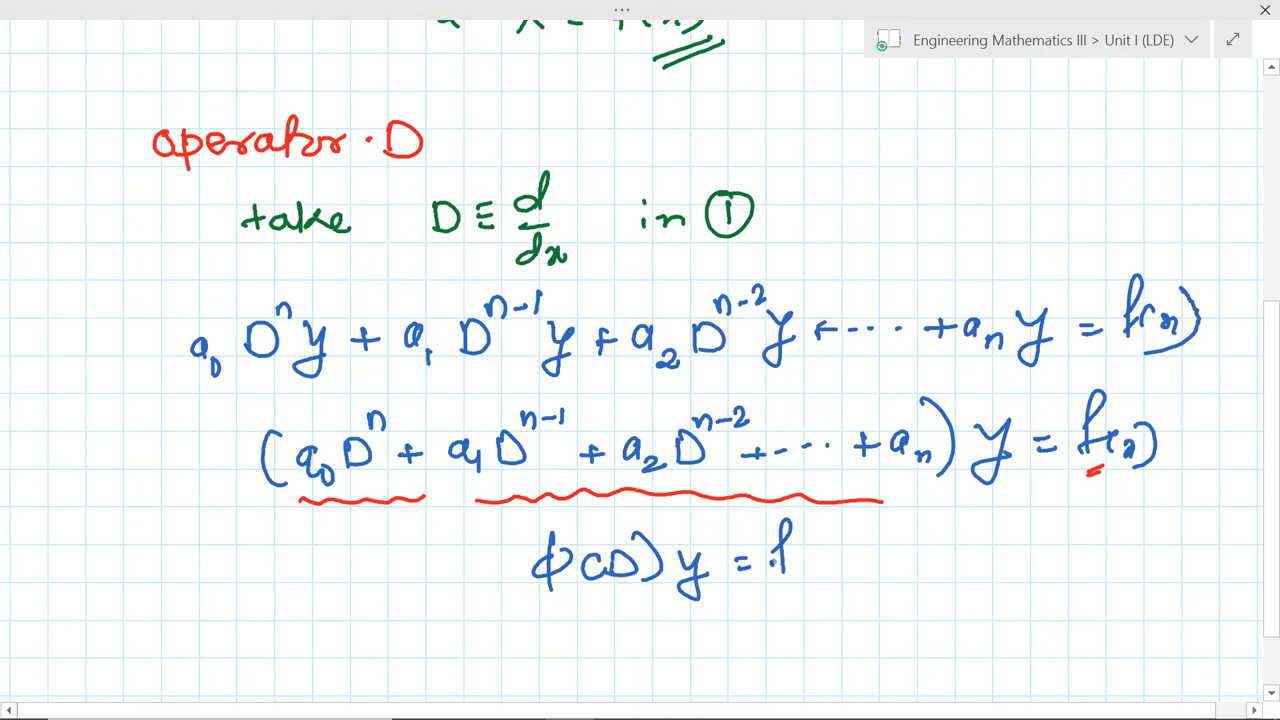 Engineering Mathematics III > Unit I (LDE)
operator · D
take D ≡ d/dx in ①
a₀ Dⁿy + a₁ Dⁿ⁻¹y + a₂ Dⁿ⁻²y + ··· + aₙ y = f(x)
(a₀Dⁿ + a₁Dⁿ⁻¹ + a₂Dⁿ⁻² + ··· + aₙ) y = f(x)
ϕ(D) y = f